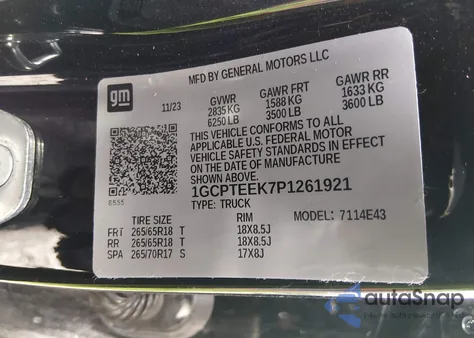 MFD BY GENERAL MOTORS LLC
gm
11/23
GVWR GAWR FRT GAWR RR
2835 KG 1588 KG 1633 KG
6250 LB 3500 LB 3600 LB
THIS VEHICLE CONFORMS TO ALL
APPLICABLE U.S. FEDERAL MOTOR
VEHICLE SAFETY STANDARDS IN EFFECT
ON THE DATE OF MANUFACTURE
SHOWN ABOVE.
1GCPTEEK7P1261921
8555
TYPE: TRUCK
TIRE SIZE RIM MODEL: 7114E43
FRT 265/65R18 T 18X8.5J
RR 265/65R18 T 18X8.5J
SPA 265/70R17 S 17X8J
autoSnap